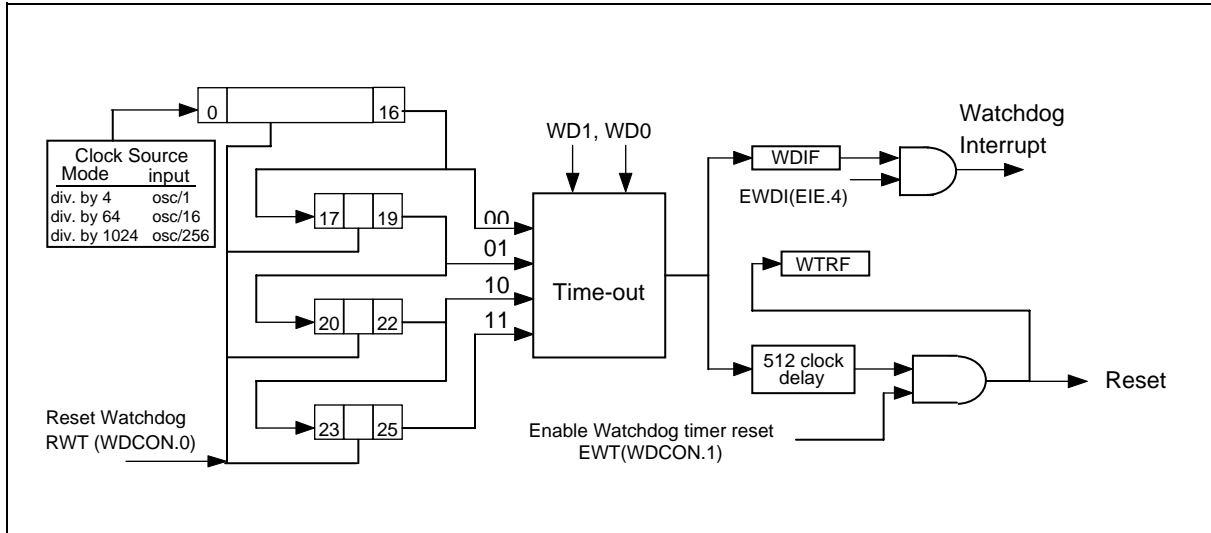 0 16
Clock Source
Mode input
div. by 4 osc/1
div. by 64 osc/16
div. by 1024 osc/256
17 19
20 22
23 25
Reset Watchdog
RWT (WDCON.0)
WD1, WD0
00
01
10
11
Time-out
WDIF
EWDI(EIE.4)
Watchdog
Interrupt
WTRF
512 clock
delay
Enable Watchdog timer reset
EWT(WDCON.1)
Reset